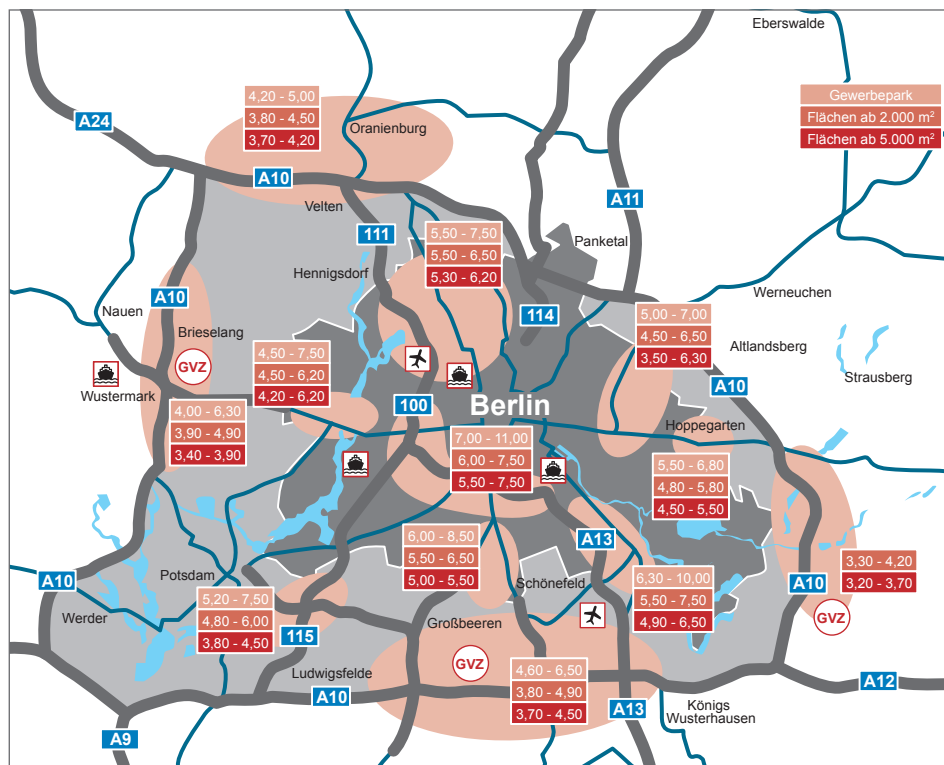 Eberswalde
Gewerbepark
Flächen ab 2.000 m²
Flächen ab 5.000 m²
4,20 - 5,00
3,80 - 4,50
3,70 - 4,20
A24
Oranienburg
A10
A11
Velten
111
5,50 - 7,50
5,50 - 6,50
5,30 - 6,20
Panketal
Hennigsdorf
A10
Nauen
Brieselang
114
Werneuchen
5,00 - 7,00
4,50 - 6,50
3,50 - 6,30
Altlandsberg
4,50 - 7,50
4,50 - 6,20
4,20 - 6,20
GVZ
Wustermark
A10
Strausberg
100
Berlin
4,00 - 6,30
3,90 - 4,90
3,40 - 3,90
Hoppegarten
7,00 - 11,00
6,00 - 7,50
5,50 - 7,50
5,50 - 6,80
4,80 - 5,80
4,50 - 5,50
6,00 - 8,50
5,50 - 6,50
5,00 - 5,50
A13
3,30 - 4,20
3,20 - 3,70
A10
Potsdam
A10
Schönefeld
6,30 - 10,00
5,50 - 7,50
4,90 - 6,50
5,20 - 7,50
4,80 - 6,00
3,80 - 4,50
Werder
Großbeeren
GVZ
115
GVZ
Ludwigsfelde
4,60 - 6,50
3,80 - 4,90
3,70 - 4,50
A10
A12
A13
Königs
Wusterhausen
A9